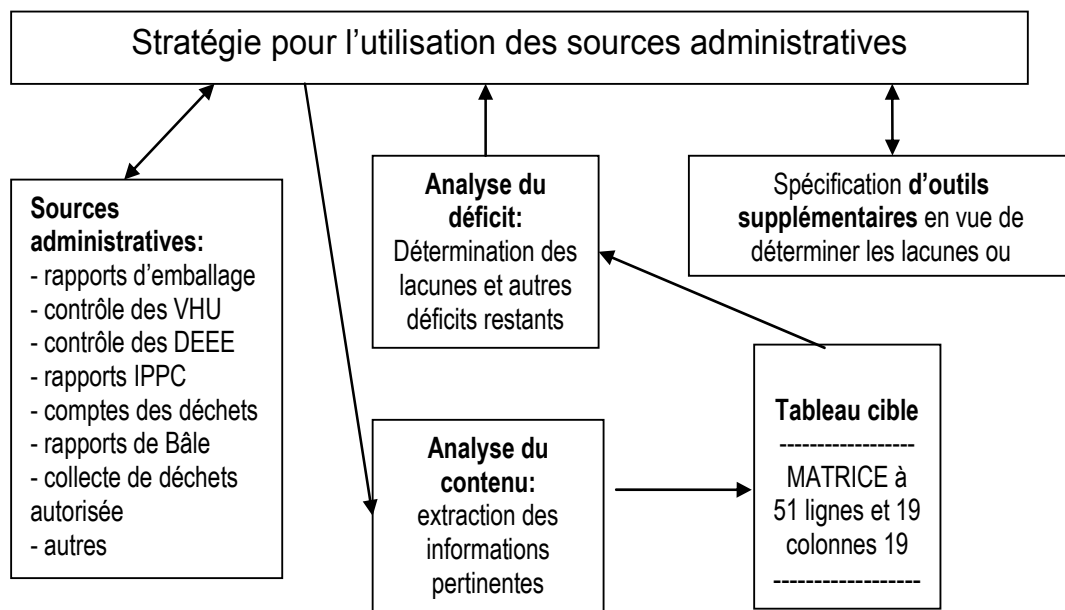 Stratégie pour l’utilisation des sources administratives
Sources
administratives:
- rapports d’emballage
- contrôle des VHU
- contrôle des DEEE
- rapports IPPC
- comptes des déchets
- rapports de Bâle
- collecte de déchets
autorisée
- autres
Analyse du
déficit:
Détermination des
lacunes et autres
déficits restants
Spécification d’outils
supplémentaires en vue de
déterminer les lacunes ou
Analyse du
contenu:
extraction des
informations
pertinentes
Tableau cible
------------------
MATRICE à
51 lignes et 19
colonnes 19
-------------------